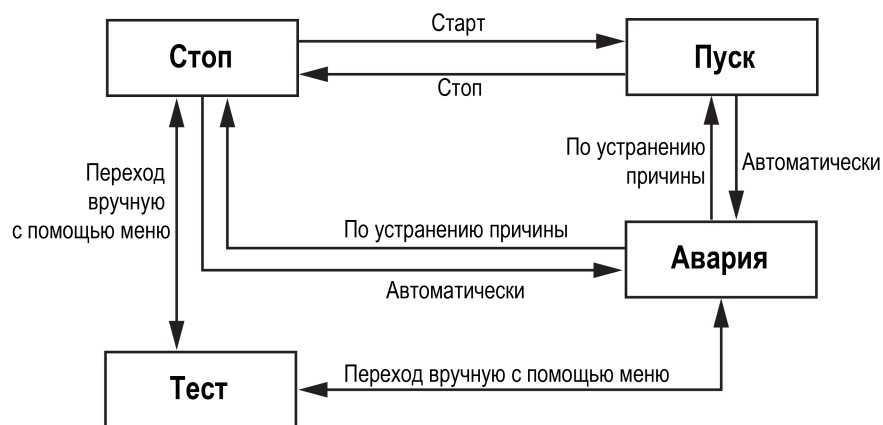 Старт
Стоп
Пуск
Стоп
По устранению
причины
Автоматически
Переход
вручную
с помощью меню
По устранению причины
Авария
Автоматически
Переход вручную с помощью меню
Тест